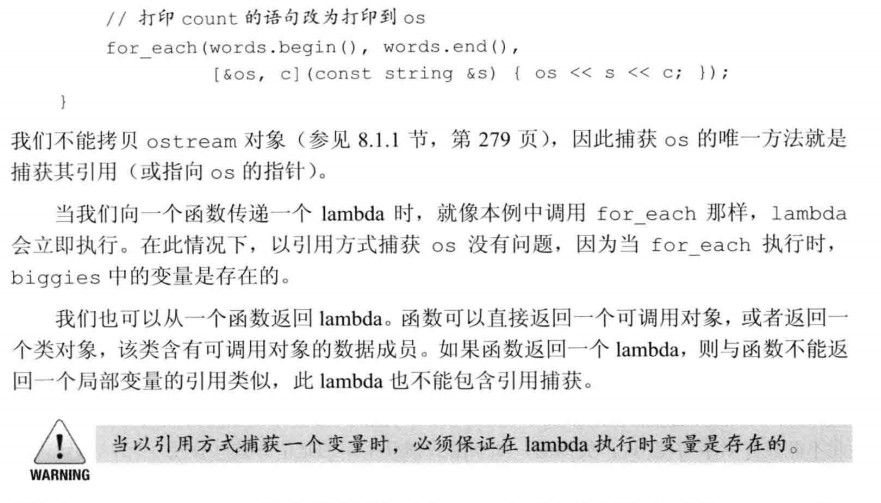 // 打印 count 的语句改为打印到 os
for_each(words.begin(), words.end(),
[&os, c](const string &s) { os << s << c; });
}
我们不能拷贝 ostream 对象（参见 8.1.1 节，第 279 页），因此捕获 os 的唯一方法就是
捕获其引用（或指向 os 的指针）。
当我们向一个函数传递一个 lambda 时，就像本例中调用 for_each 那样，lambda
会立即执行。在此情况下，以引用方式捕获 os 没有问题，因为当 for_each 执行时，
biggies 中的变量是存在的。
我们也可以从一个函数返回 lambda。函数可以直接返回一个可调用对象，或者返回一
个类对象，该类含有可调用对象的数据成员。如果函数返回一个 lambda，则与函数不能返
回一个局部变量的引用类似，此 lambda 也不能包含引用捕获。
当以引用方式捕获一个变量时，必须保证在 lambda 执行时变量是存在的。
WARNING